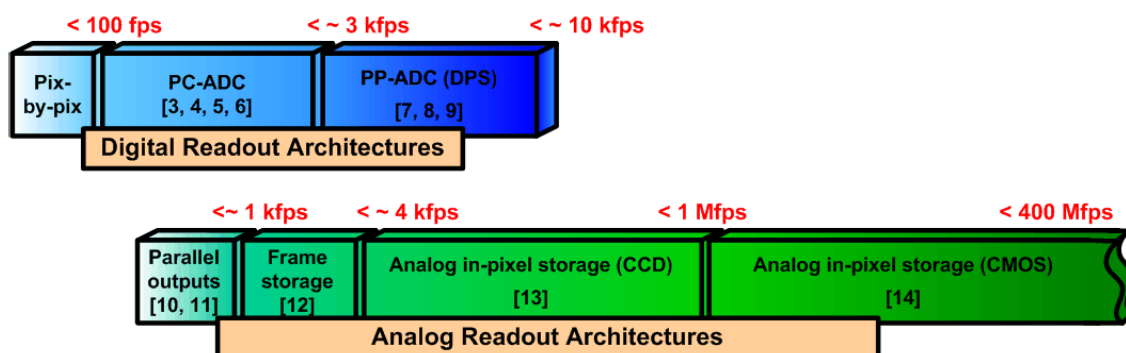 < 100 fps
< ~ 3 kfps
< ~ 10 kfps
Pix-
by-pix
PC-ADC
[3, 4, 5, 6]
PP-ADC (DPS)
[7, 8, 9]
Digital Readout Architectures
<~ 1 kfps
< ~ 4 kfps
< 1 Mfps
< 400 Mfps
Parallel
outputs
[10, 11]
Frame
storage
[12]
Analog in-pixel storage (CCD)
[13]
Analog in-pixel storage (CMOS)
[14]
Analog Readout Architectures